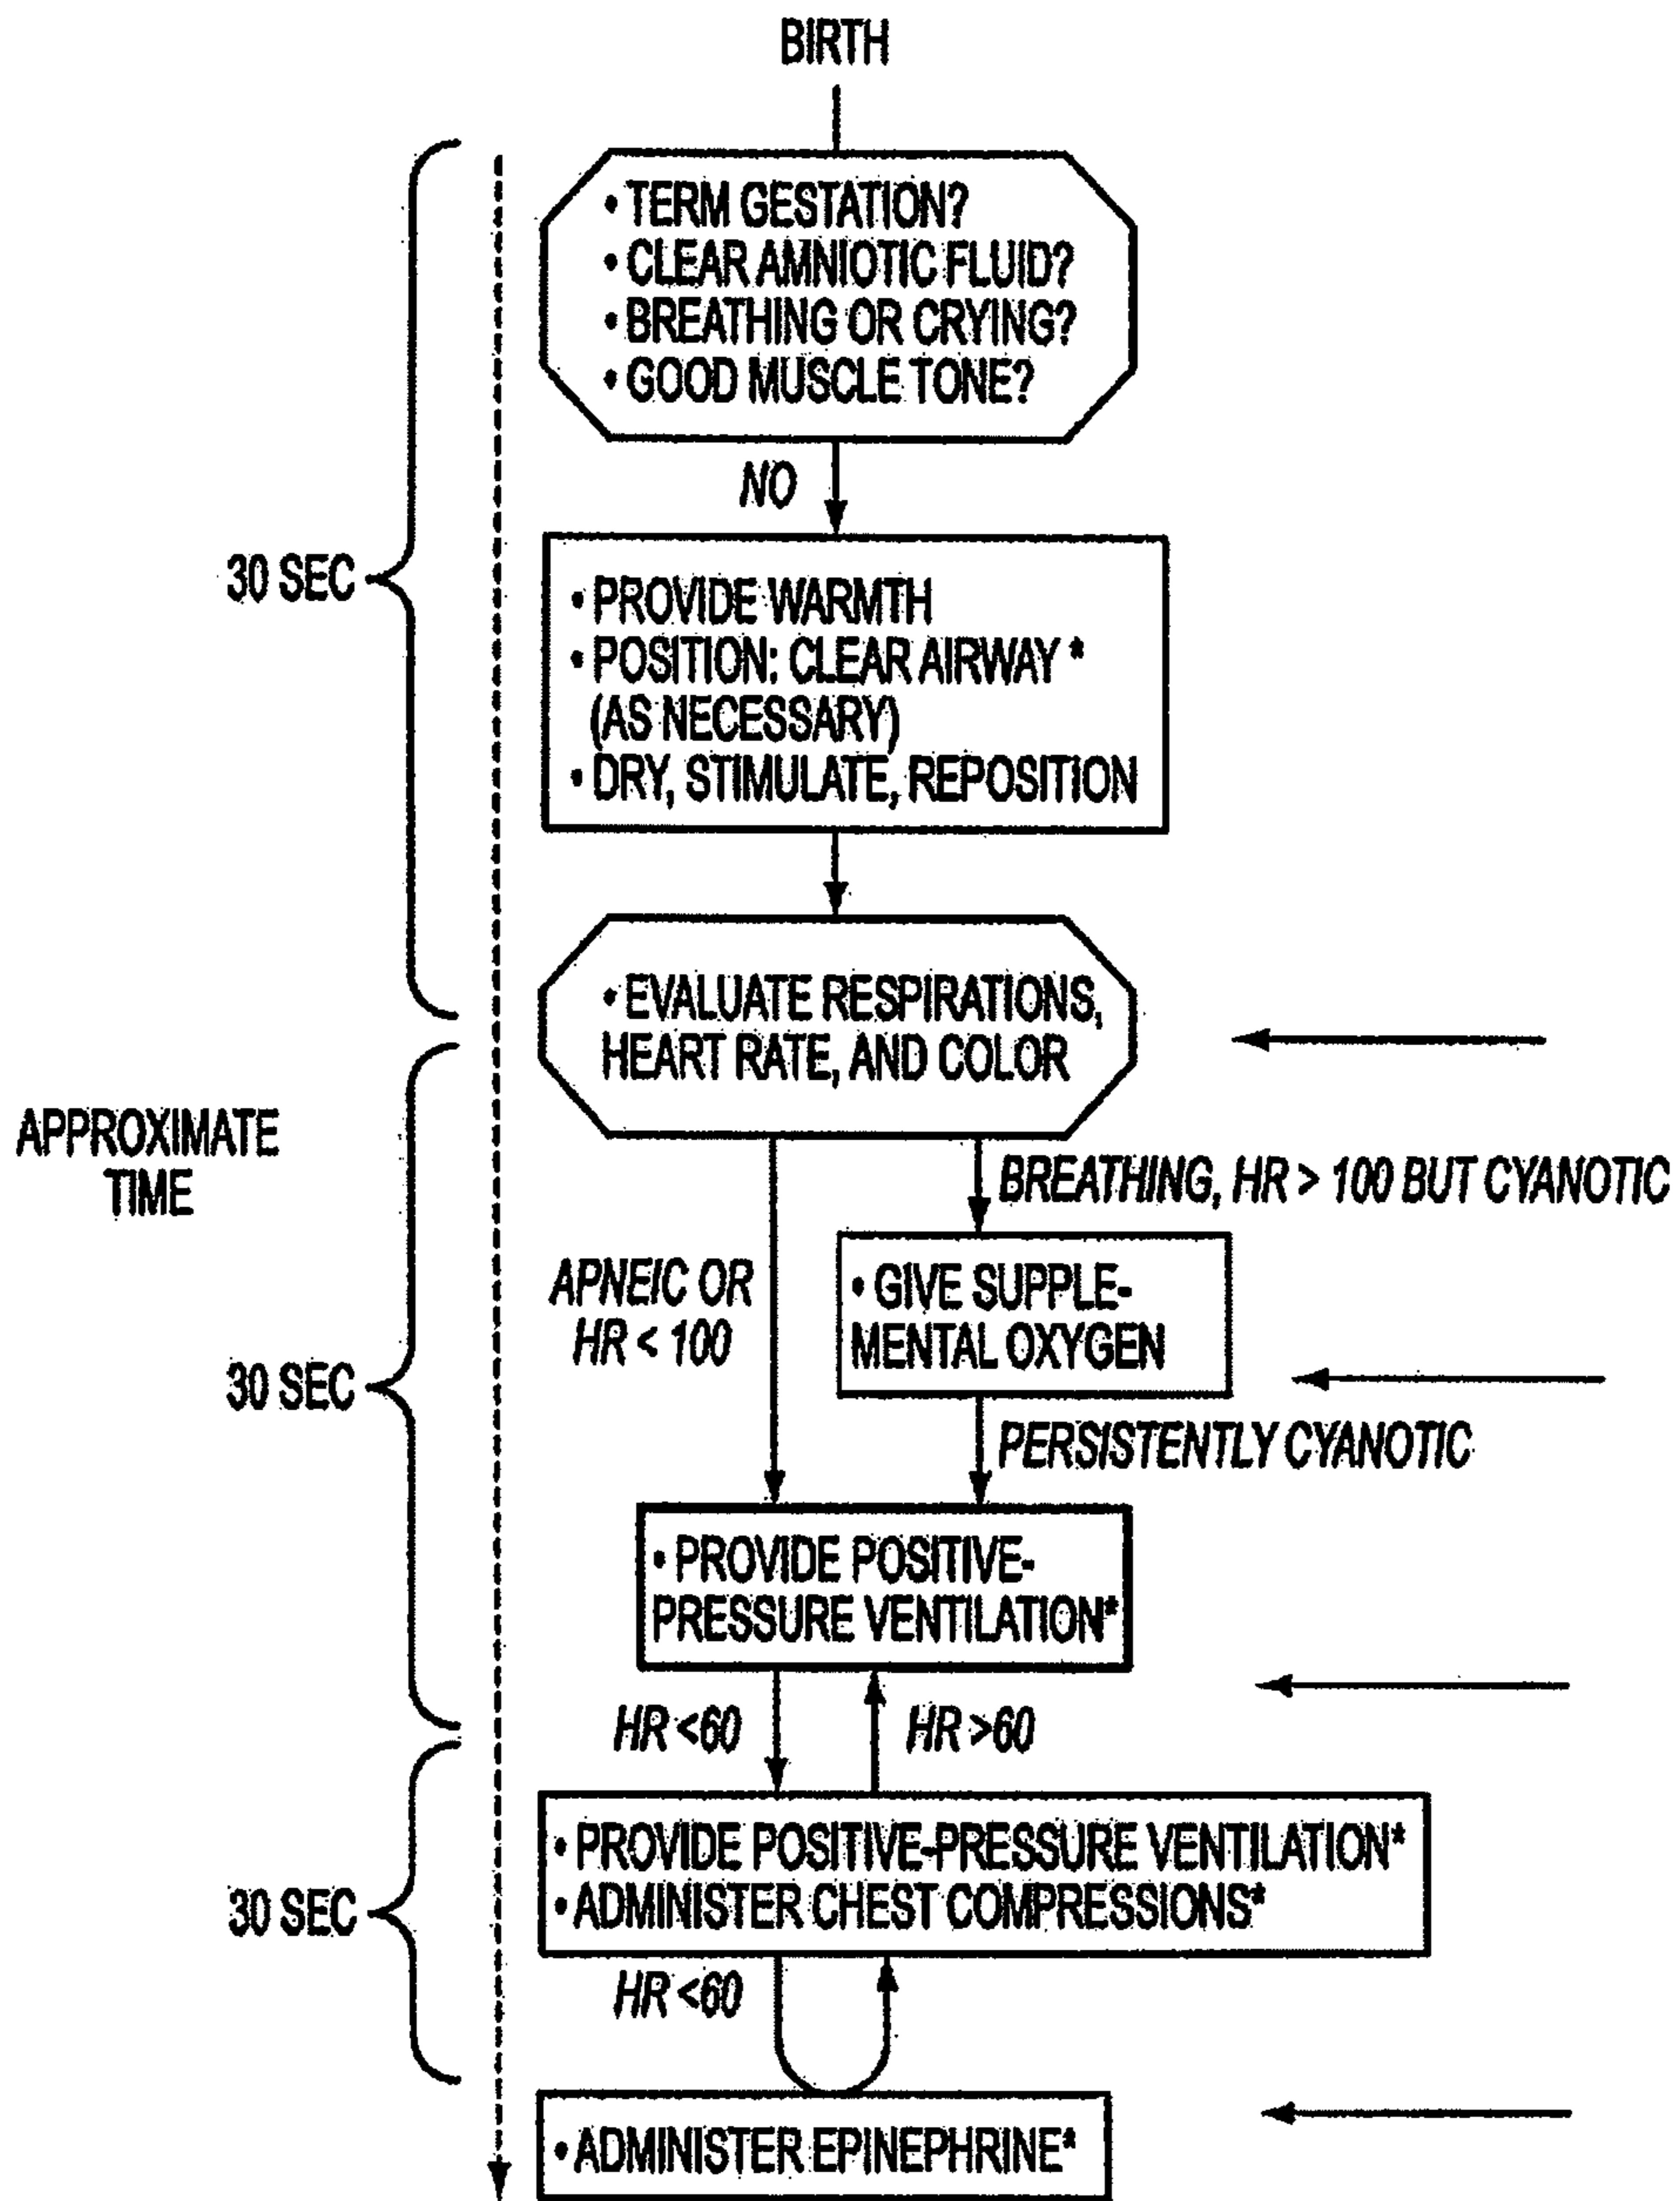 BIRTH
• TERM GESTATION?
• CLEAR AMNIOTIC FLUID?
• BREATHING OR CRYING?
• GOOD MUSCLE TONE?
NO
30 SEC
• PROVIDE WARMTH
• POSITION: CLEAR AIRWAY *
(AS NECESSARY)
• DRY, STIMULATE, REPOSITION
• EVALUATE RESPIRATIONS,
HEART RATE, AND COLOR
APPROXIMATE
TIME
BREATHING, HR > 100 BUT CYANOTIC
APNEIC OR
HR < 100
• GIVE SUPPLE-
MENTAL OXYGEN
30 SEC
PERSISTENTLY CYANOTIC
• PROVIDE POSITIVE-
PRESSURE VENTILATION*
HR <60
HR >60
• PROVIDE POSITIVE-PRESSURE VENTILATION*
• ADMINISTER CHEST COMPRESSIONS*
30 SEC
HR <60
• ADMINISTER EPINEPHRINE*